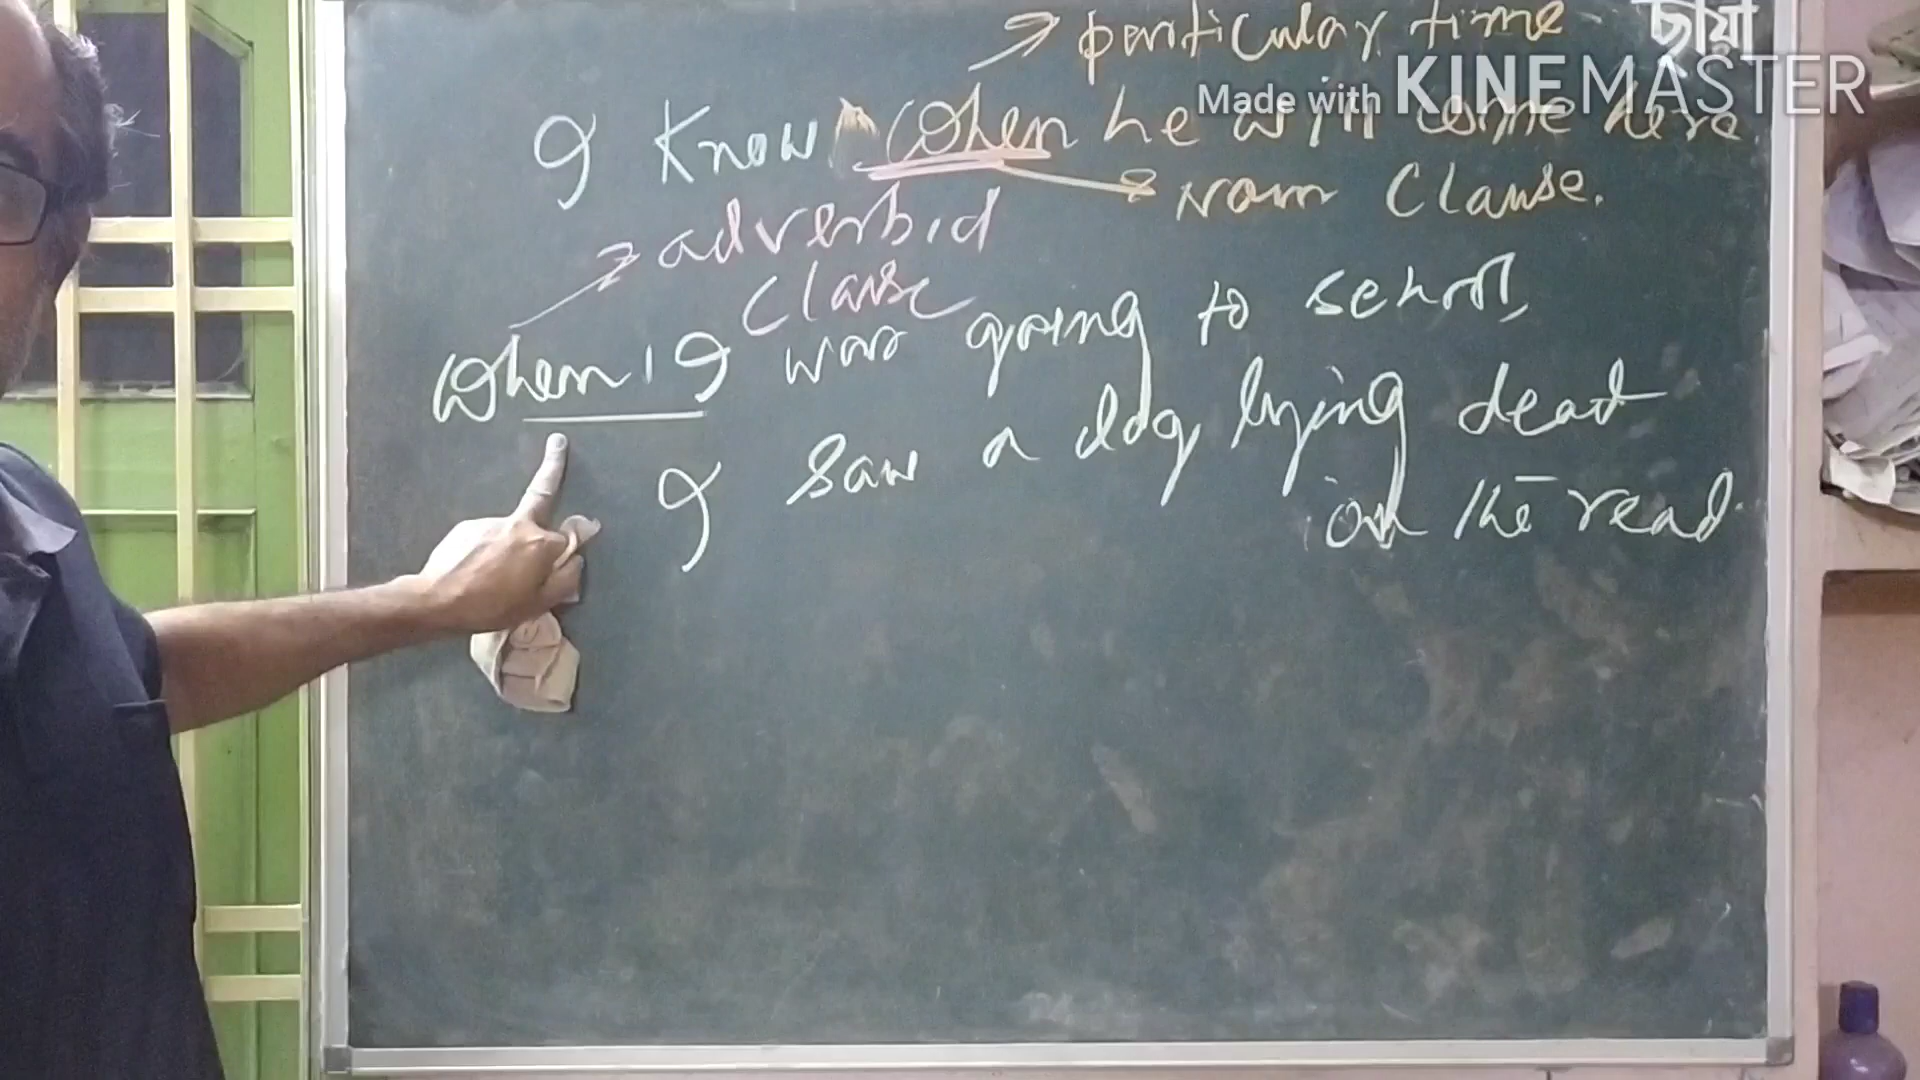 ছায়া
particular time
Made with KINEMASTER
I know when he will come here
Noun Clause.
adverbial
Clause
When I was going to school,
I saw a dog lying dead
on the road.